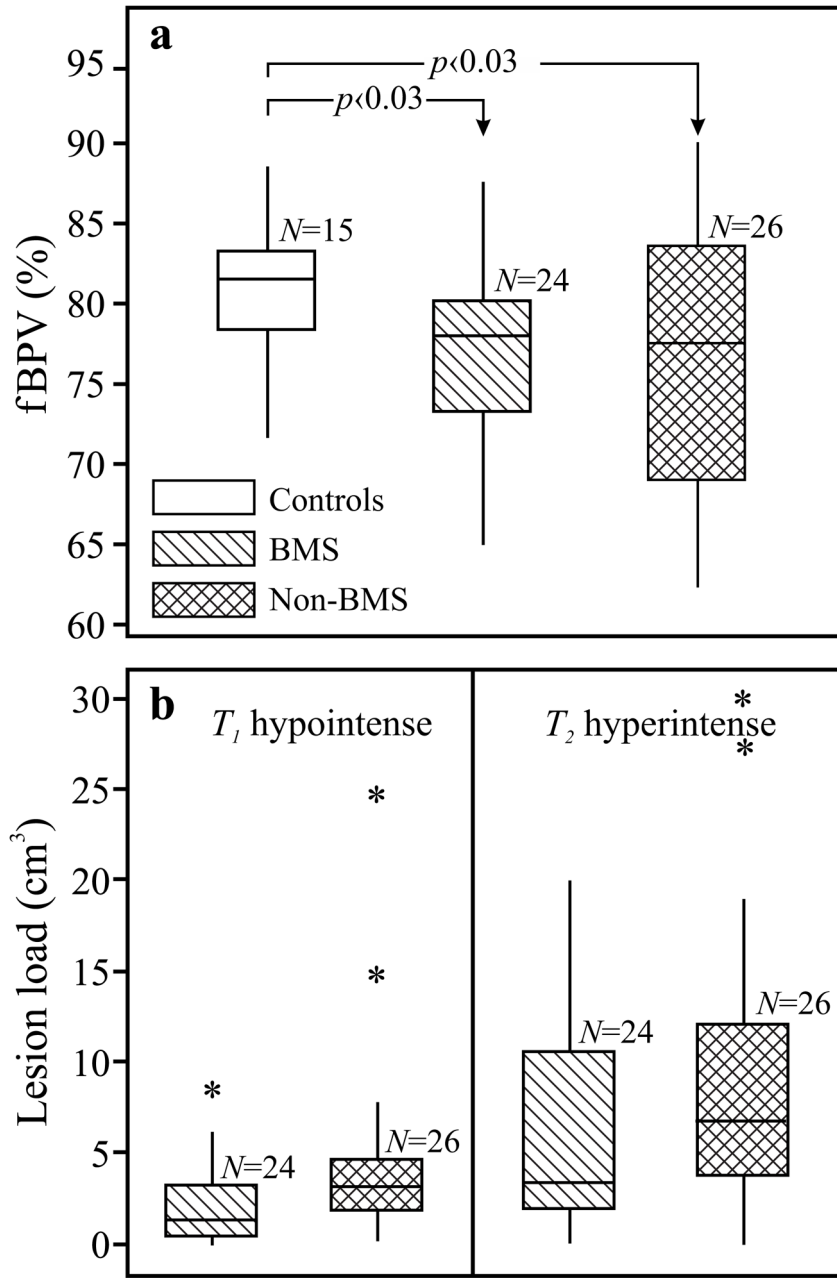 a
95
90
85
80
75
70
65
60
fBPV (%)
p<0.03
p<0.03
N=15
N=24
N=26
Controls
BMS
Non-BMS
b
T₁ hypointense
T₂ hyperintense
30
25
20
15
10
5
0
Lesion load (cm³)
*
*
*
*
*
N=24
N=26
N=24
N=26